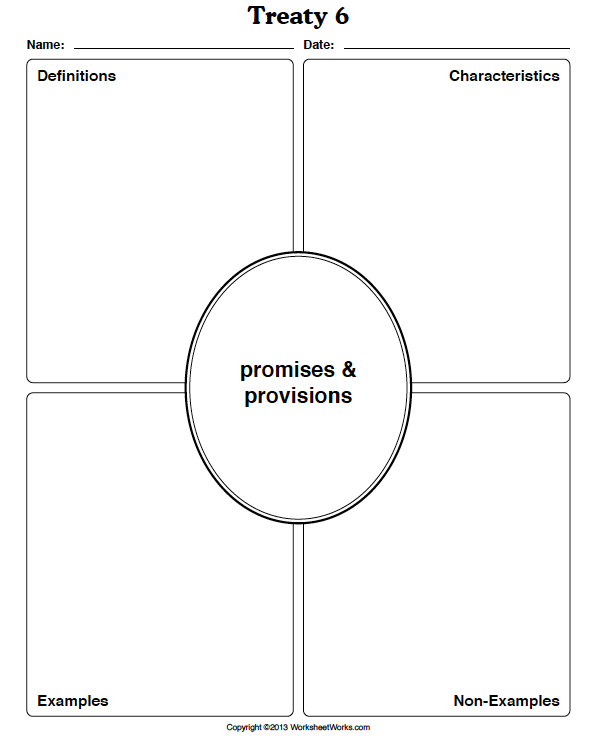 Treaty 6
Name: Date:
Definitions
Characteristics
promises &
provisions
Examples
Non-Examples
Copyright ©2013 WorksheetWorks.com